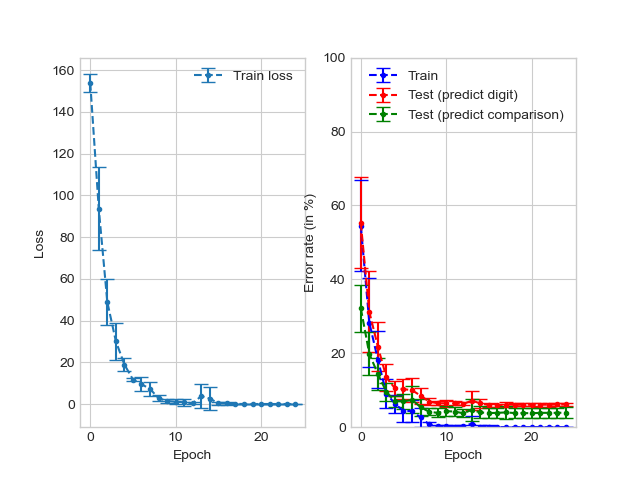 160
140
120
100
80
60
40
20
0
Loss
0
10
20
Epoch
Train loss
100
80
60
40
20
0
Error rate (in %)
0
10
20
Epoch
Train
Test (predict digit)
Test (predict comparison)